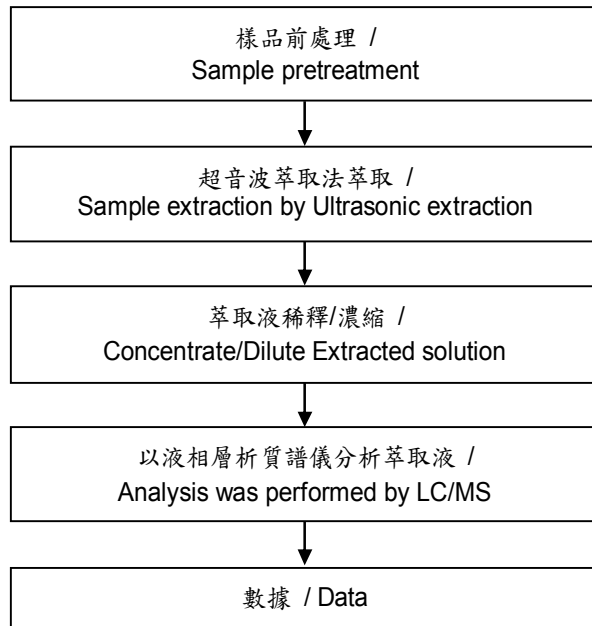 樣品前處理 /
Sample pretreatment
超音波萃取法萃取 /
Sample extraction by Ultrasonic extraction
萃取液稀釋/濃縮 /
Concentrate/Dilute Extracted solution
以液相層析質譜儀分析萃取液 /
Analysis was performed by LC/MS
數據 / Data